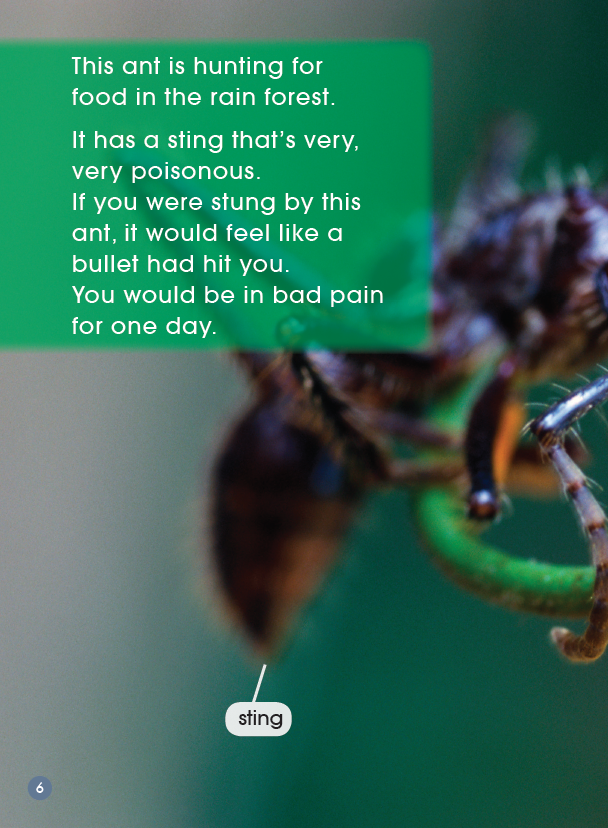 This ant is hunting for
food in the rain forest.
It has a sting that’s very,
very poisonous.
If you were stung by this
ant, it would feel like a
bullet had hit you.
You would be in bad pain
for one day.
sting
6